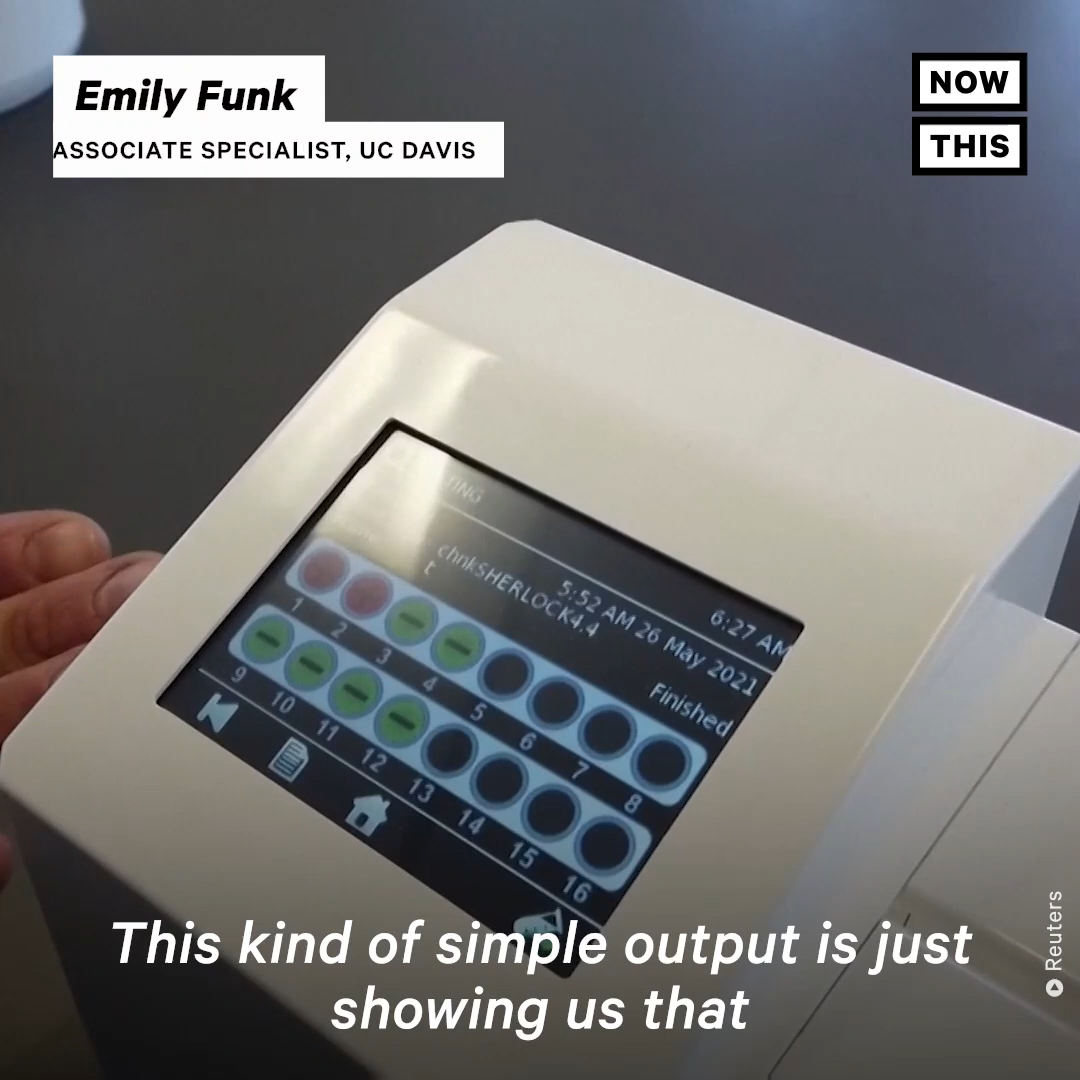 Emily Funk
ASSOCIATE SPECIALIST, UC DAVIS
NOW
THIS
TING
chnkSHERLOCK4.4
t
5:52 AM 26 May 2021
6:27 AM
Finished
1 2 3 4 5 6 7 8
9 10 11 12 13 14 15 16
This kind of simple output is just
showing us that
Reuters